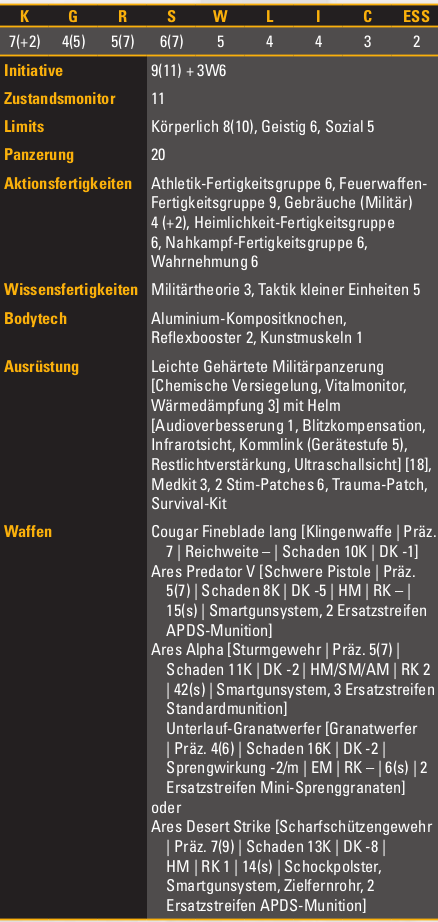 K G R S W L I C ESS
7(+2) 4(5) 5(7) 6(7) 5 4 4 3 2
Initiative 9(11) + 3W6
Zustandsmonitor 11
Limits Körperlich 8(10), Geistig 6, Sozial 5
Panzerung 20
Aktionsfertigkeiten Athletik-Fertigkeitsgruppe 6, Feuerwaffen-
Fertigkeitsgruppe 9, Gebräuche (Militär)
4 (+2), Heimlichkeit-Fertigkeitsgruppe
6, Nahkampf-Fertigkeitsgruppe 6,
Wahrnehmung 6
Wissensfertigkeiten Militärtheorie 3, Taktik kleiner Einheiten 5
Bodytech Aluminium-Kompositknochen,
Reflexbooster 2, Kunstmuskeln 1
Ausrüstung Leichte Gehärtete Militärpanzerung
[Chemische Versiegelung, Vitalmonitor,
Wärmedämpfung 3] mit Helm
[Audioverbesserung 1, Blitzkompensation,
Infrarotsicht, Kommlink (Gerätestufe 5),
Restlichtverstärkung, Ultraschallsicht] [18],
Medkit 3, 2 Stim-Patches 6, Trauma-Patch,
Survival-Kit
Waffen Cougar Fineblade lang [Klingenwaffe | Präz.
7 | Reichweite – | Schaden 10K | DK -1]
Ares Predator V [Schwere Pistole | Präz.
5(7) | Schaden 8K | DK -5 | HM | RK – |
15(s) | Smartgunsystem, 2 Ersatzstreifen
APDS-Munition]
Ares Alpha [Sturmgewehr | Präz. 5(7) |
Schaden 11K | DK -2 | HM/SM/AM | RK 2
| 42(s) | Smartgunsystem, 3 Ersatzstreifen
Standardmunition]
Unterlauf-Granatwerfer [Granatwerfer
| Präz. 4(6) | Schaden 16K | DK -2 |
Sprengwirkung -2/m | EM | RK – | 6(s) | 2
Ersatzstreifen Mini-Sprenggranaten]
oder
Ares Desert Strike [Scharfschützengewehr
| Präz. 7(9) | Schaden 13K | DK -8 |
HM | RK 1 | 14(s) | Schockpolster,
Smartgunsystem, Zielfernrohr, 2
Ersatzstreifen APDS-Munition]